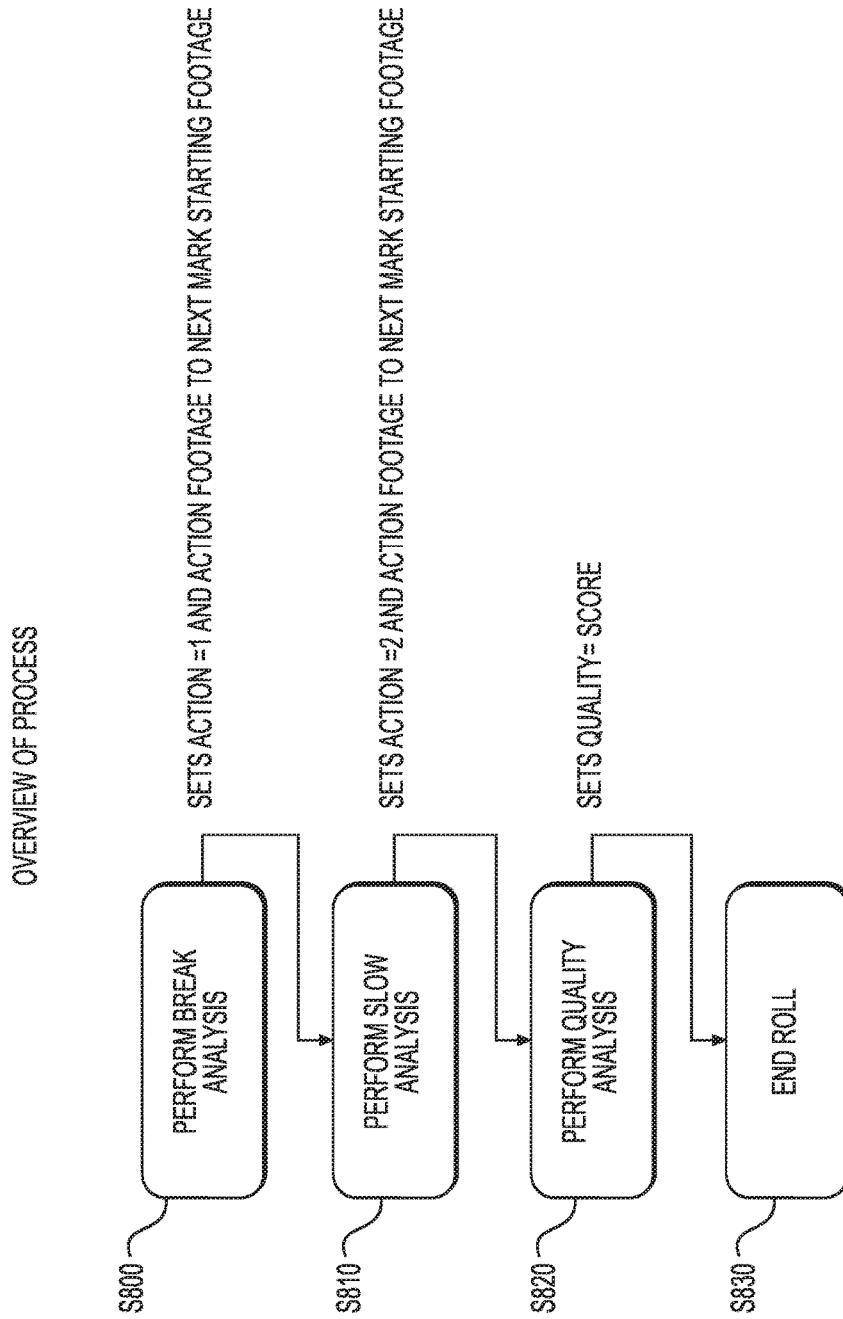 OVERVIEW OF PROCESS
S800
PERFORM BREAK
ANALYSIS
SETS ACTION =1 AND ACTION FOOTAGE TO NEXT MARK STARTING FOOTAGE
S810
PERFORM SLOW
ANALYSIS
SETS ACTION =2 AND ACTION FOOTAGE TO NEXT MARK STARTING FOOTAGE
S820
PERFORM QUALITY
ANALYSIS
SETS QUALITY= SCORE
S830
END ROLL